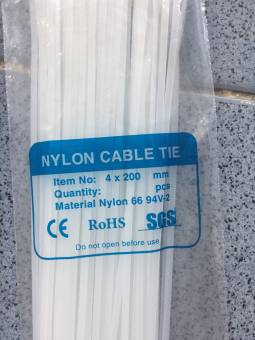 NYLON CABLE TIE
Item No: 4 x 200 mm
Quantity: pcs
Material Nylon 66 94V-2
CE RoHS SGS
Do not open before use